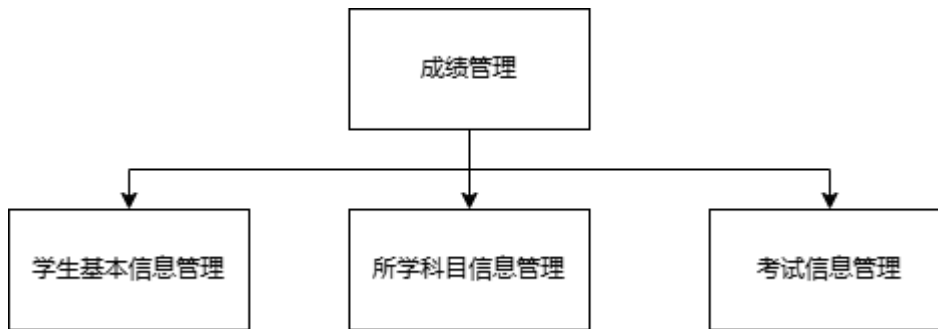 成绩管理
学生基本信息管理
所学科目信息管理
考试信息管理